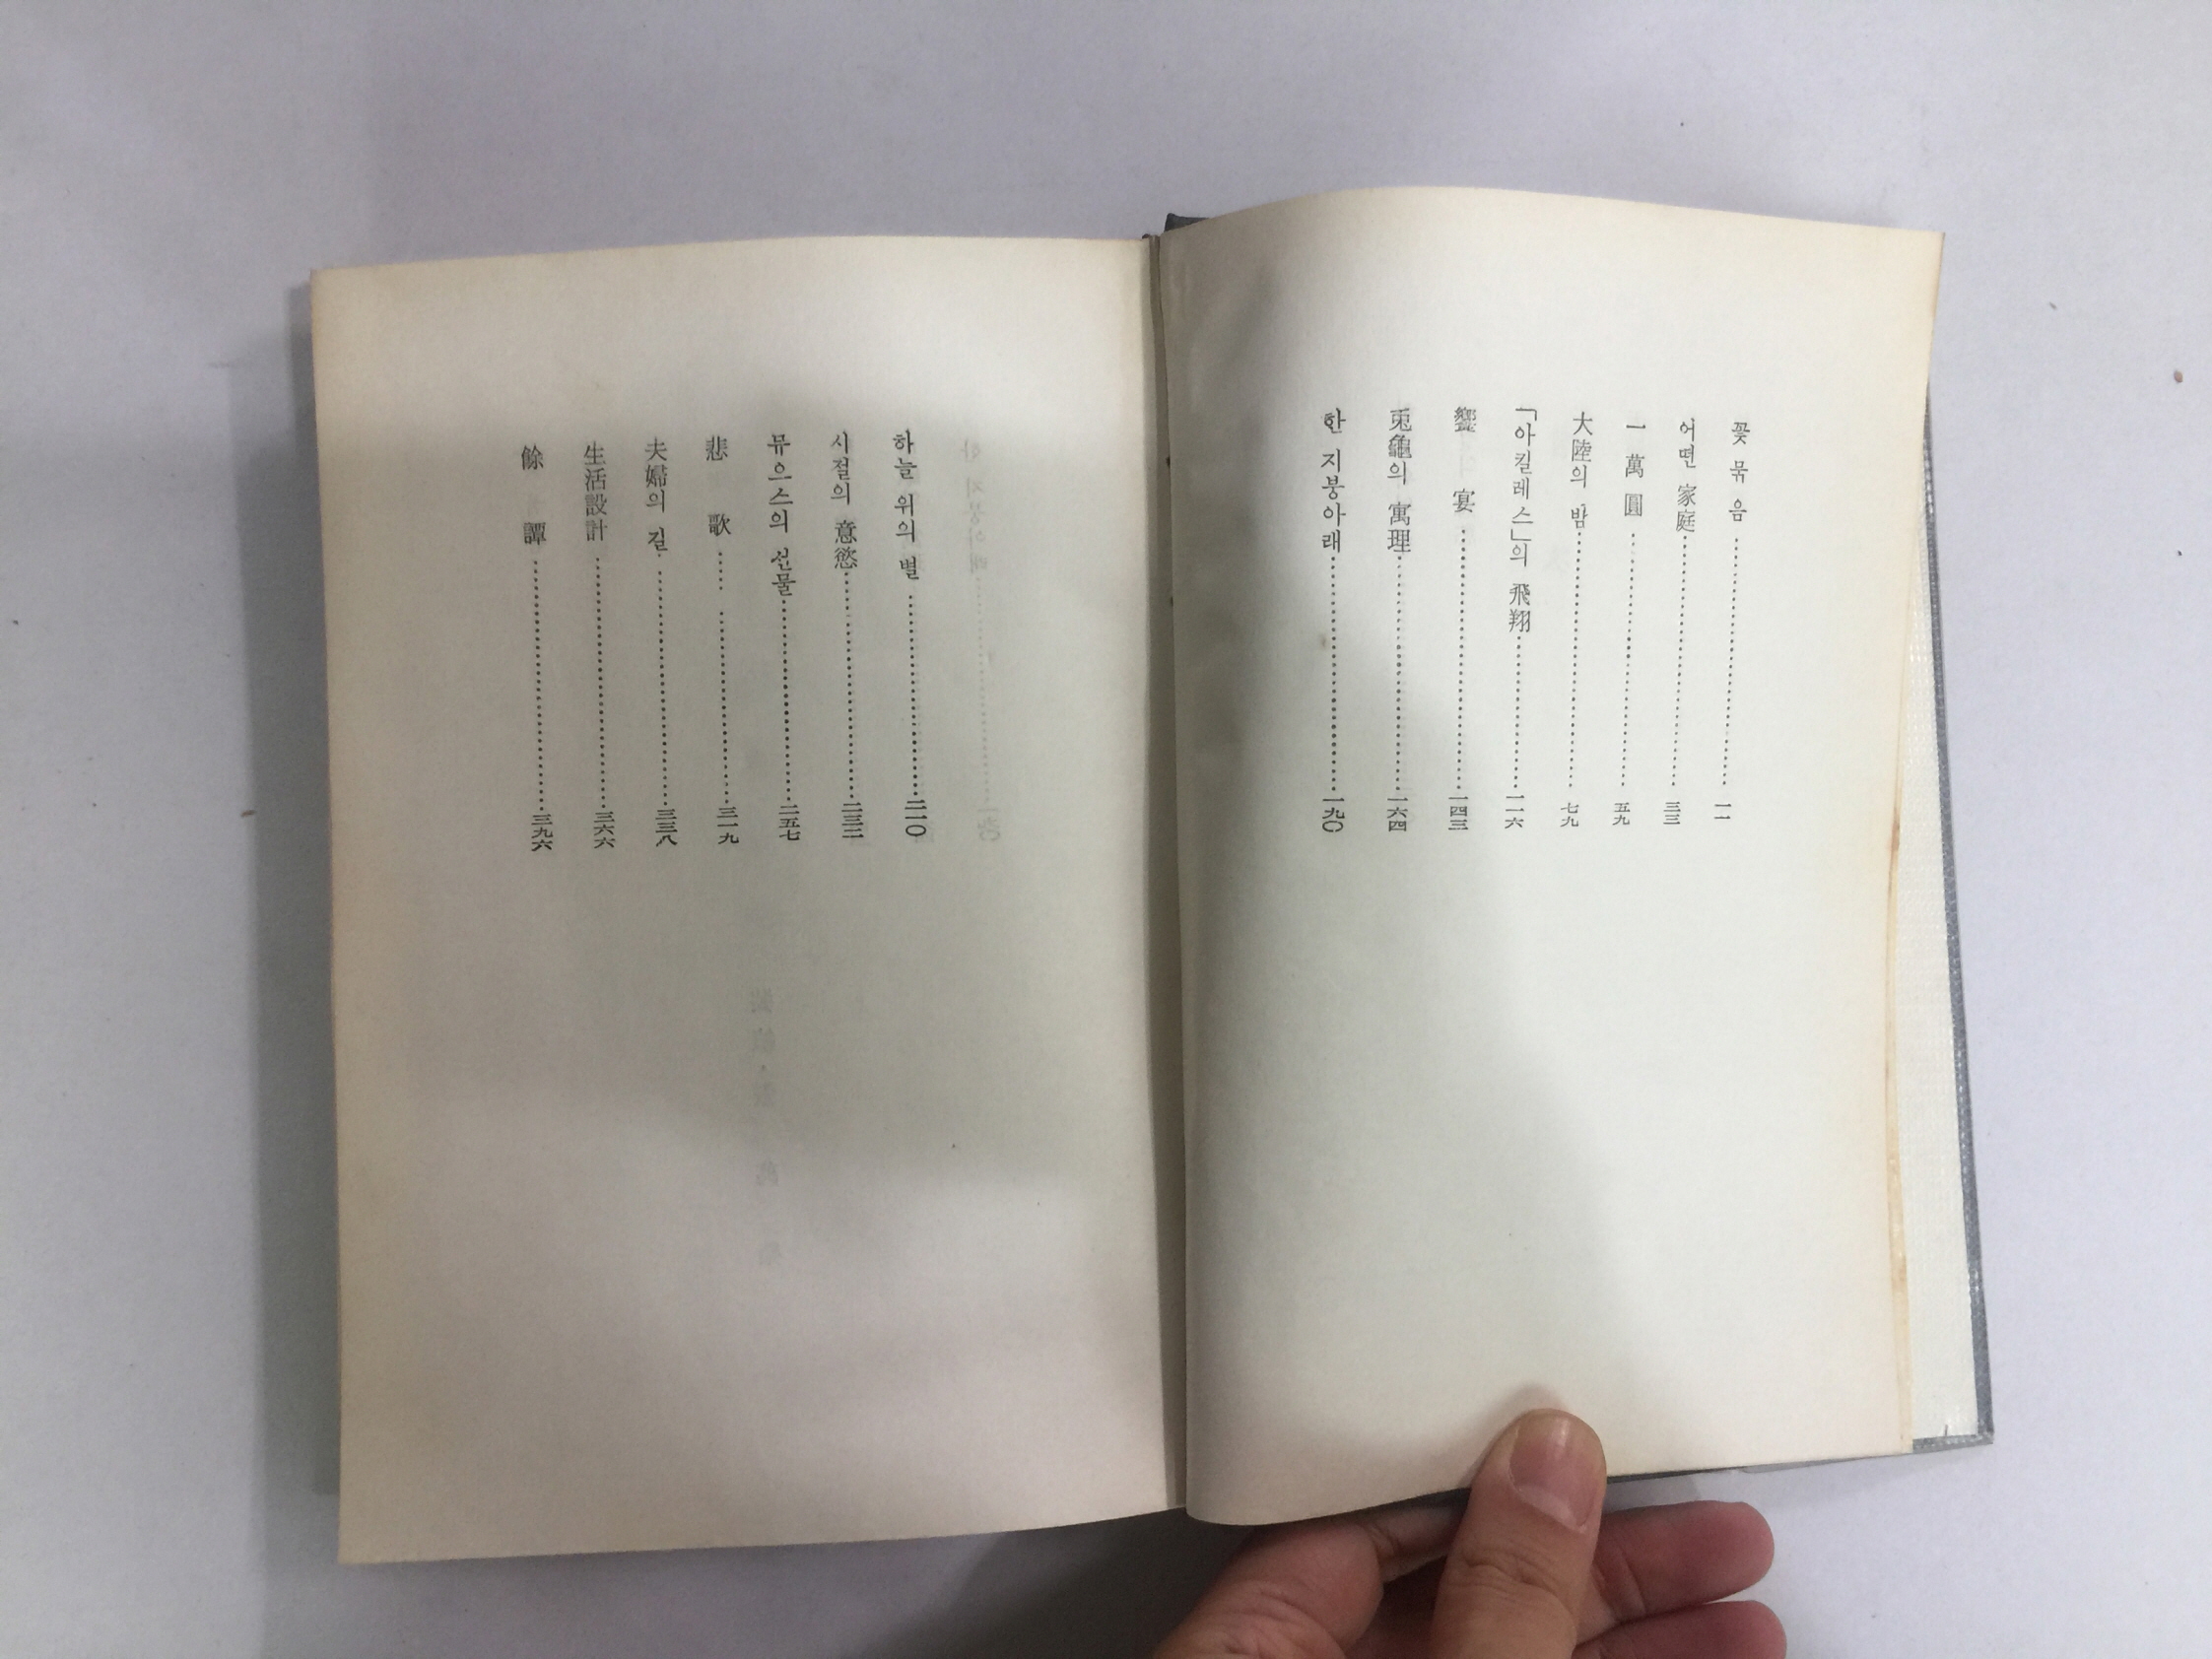 꽃 묶 음 一一
어떤 家庭 三三
一 萬 圓 五九
大陸의 밤 七九
「아킬레스」의 飛翔 一一六
饗 宴 一四三
兎龜의 寓理 一六四
한 지붕아래 一九〇
하늘 위의 별 二一〇
시절의 意慾 二三二
뮤으스의 선물 二五七
悲 歌 三一九
夫婦의 길 三三八
生活設計 三六六
餘 譚 三九六